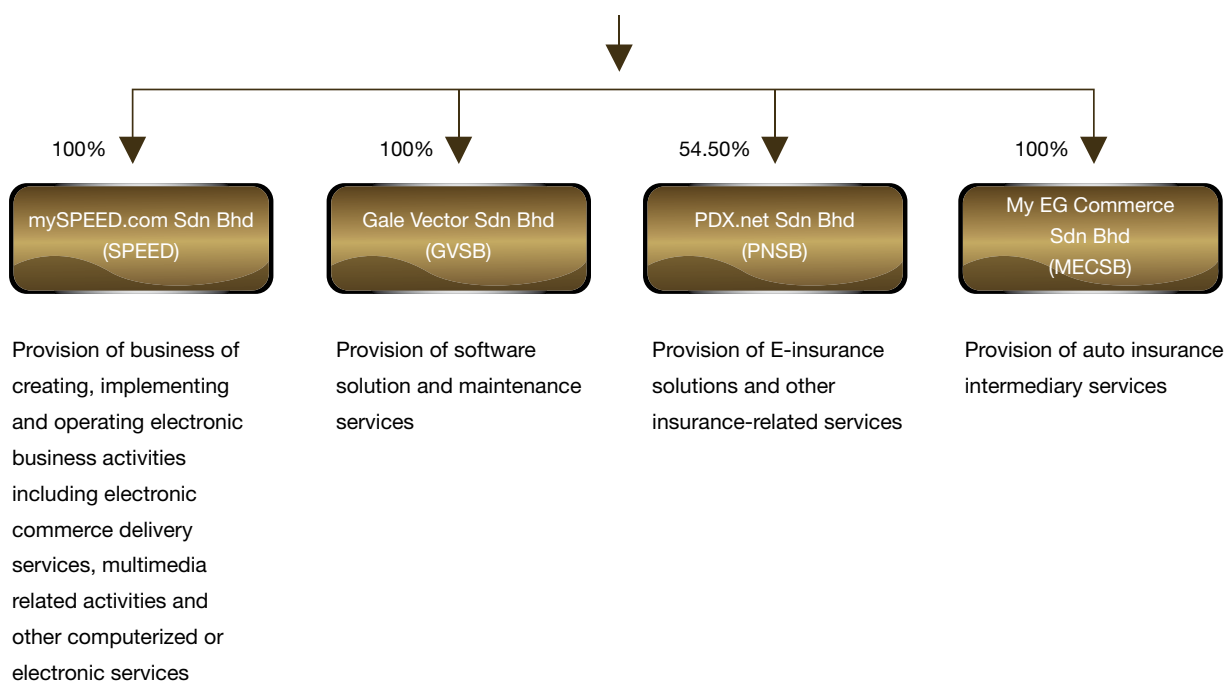 100%
100%
54.50%
100%
mySPEED.com Sdn Bhd
(SPEED)
Gale Vector Sdn Bhd
(GVSB)
PDX.net Sdn Bhd
(PNSB)
My EG Commerce
Sdn Bhd
(MECSB)
Provision of business of
creating, implementing
and operating electronic
business activities
including electronic
commerce delivery
services, multimedia
related activities and
other computerized or
electronic services
Provision of software
solution and maintenance
services
Provision of E-insurance
solutions and other
insurance-related services
Provision of auto insurance
intermediary services